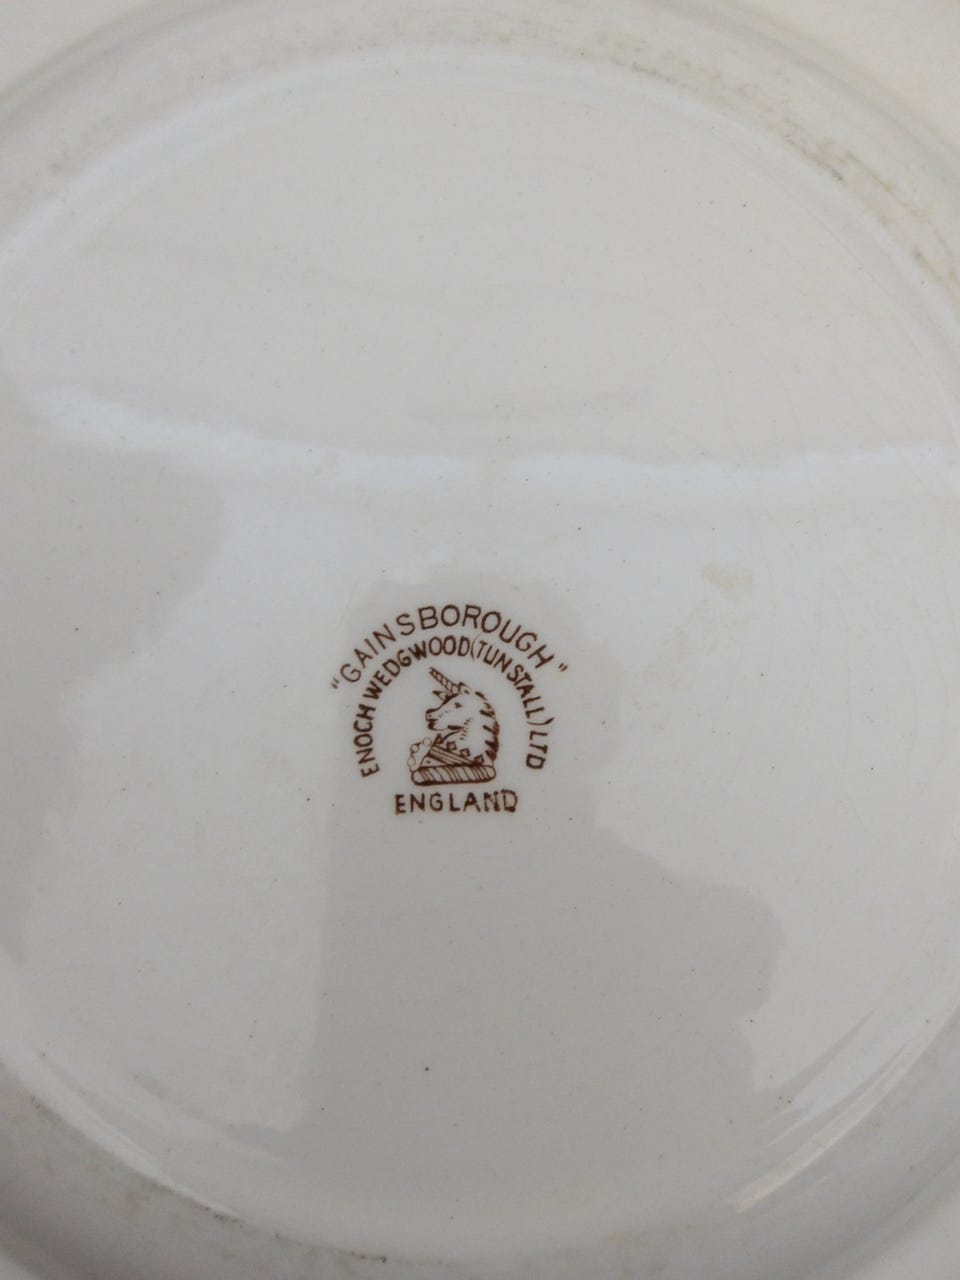 "GAINSBOROUGH"
ENOCH WEDGWOOD (TUNSTALL) LTD
ENGLAND